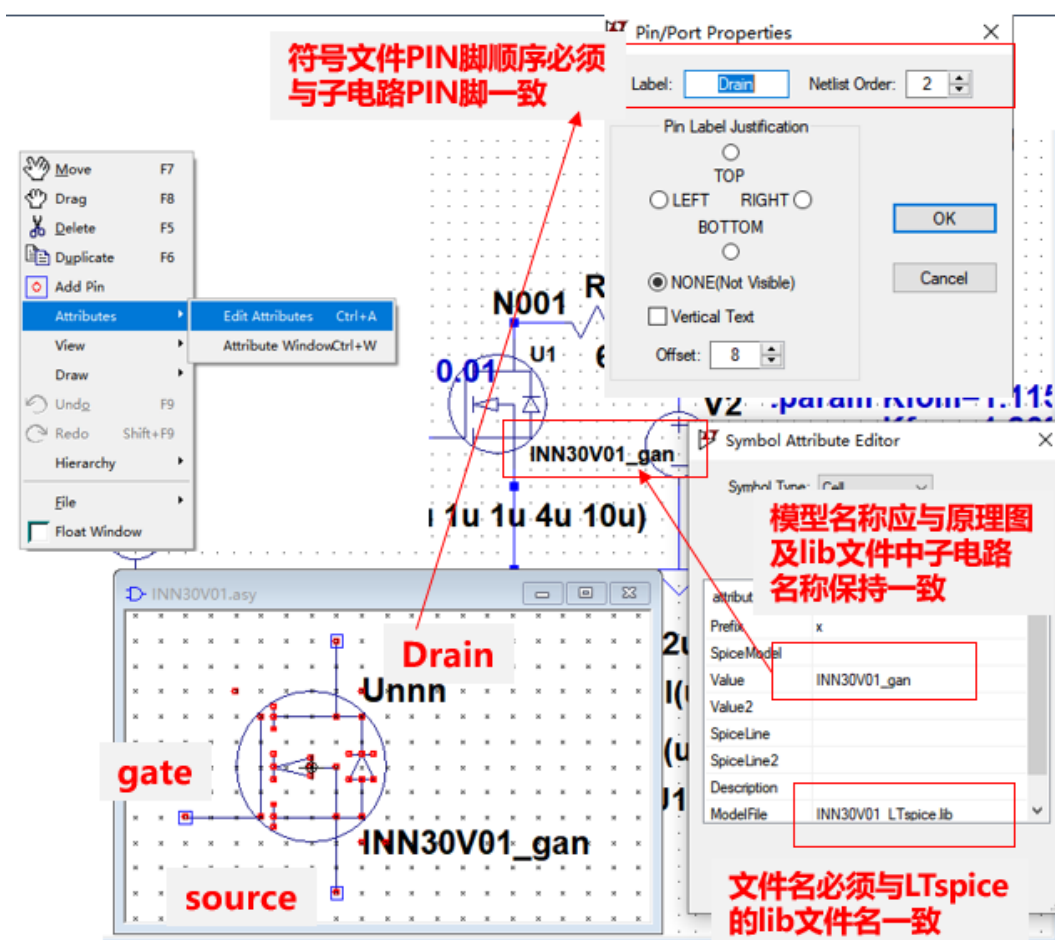 Pin/Port Properties
符号文件PIN脚顺序必须
与子电路PIN脚一致
Label: Drain Netlist Order: 2
Pin Label Justification
TOP
LEFT RIGHT
BOTTOM
NONE(Not Visible)
Vertical Text
Offset: 8
OK
Cancel
Move F7
Drag F8
Delete F5
Duplicate F6
Add Pin
Attributes
Edit Attributes Ctrl+A
Attribute WindowCtrl+W
View
Draw
Undo F9
Redo Shift+F9
Hierarchy
File
Float Window
N001 R
U1 6
0.01
V2 .param
INN30V01_gan
1u 1u 4u 10u)
Symbol Attribute Editor
Symbol Type: Cell
模型名称应与原理图
及lib文件中子电路
名称保持一致
Prefix x
SpiceModel
Value INN30V01_gan
Value2
SpiceLine
SpiceLine2
Description
ModelFile INN30V01_LTspice.lib
文件名必须与LTspice
的lib文件名一致
INN30V01.asy
Drain
Unnn
gate
INN30V01_gan
source